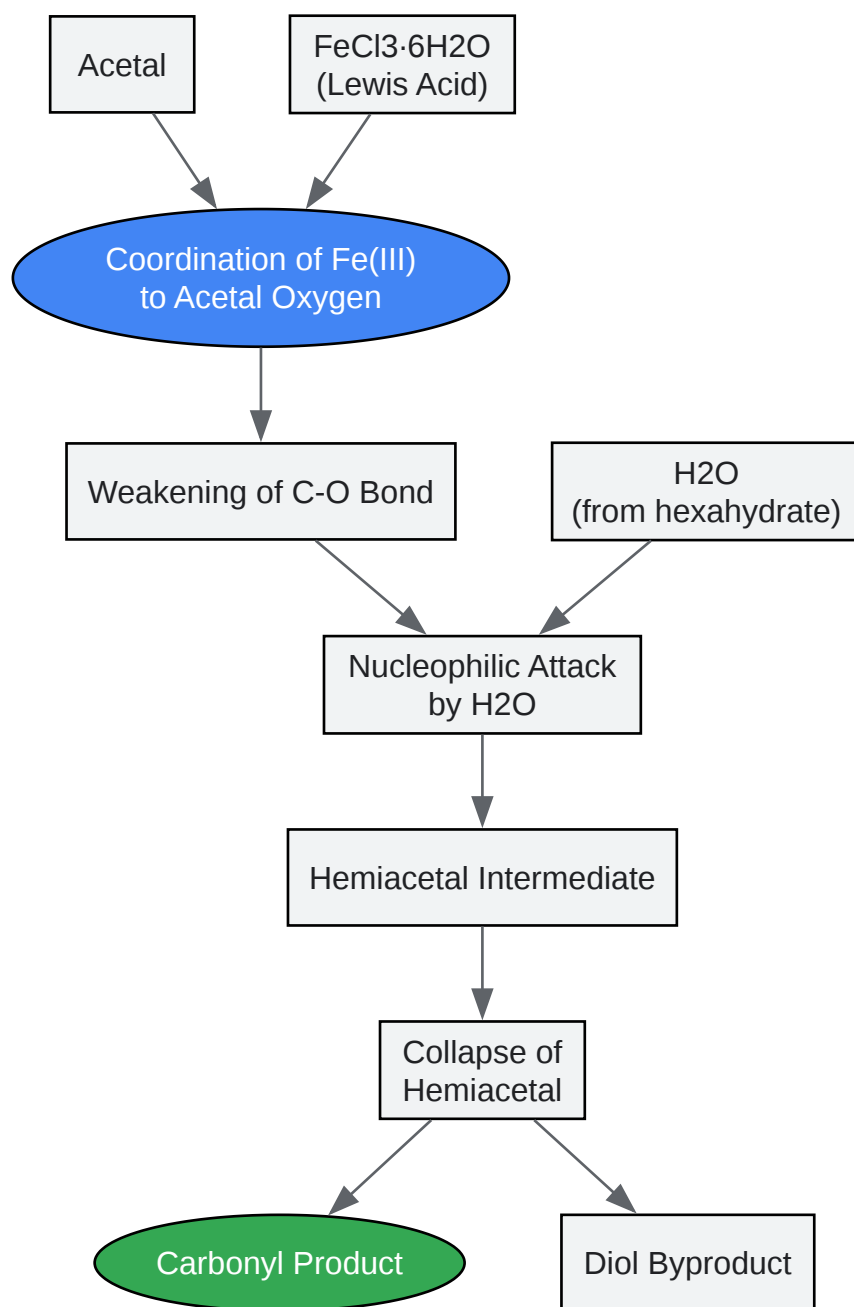 Acetal
FeCl3·6H2O
(Lewis Acid)
Coordination of Fe(III)
to Acetal Oxygen
Weakening of C-O Bond
H2O
(from hexahydrate)
Nucleophilic Attack
by H2O
Hemiacetal Intermediate
Collapse of
Hemiacetal
Carbonyl Product
Diol Byproduct